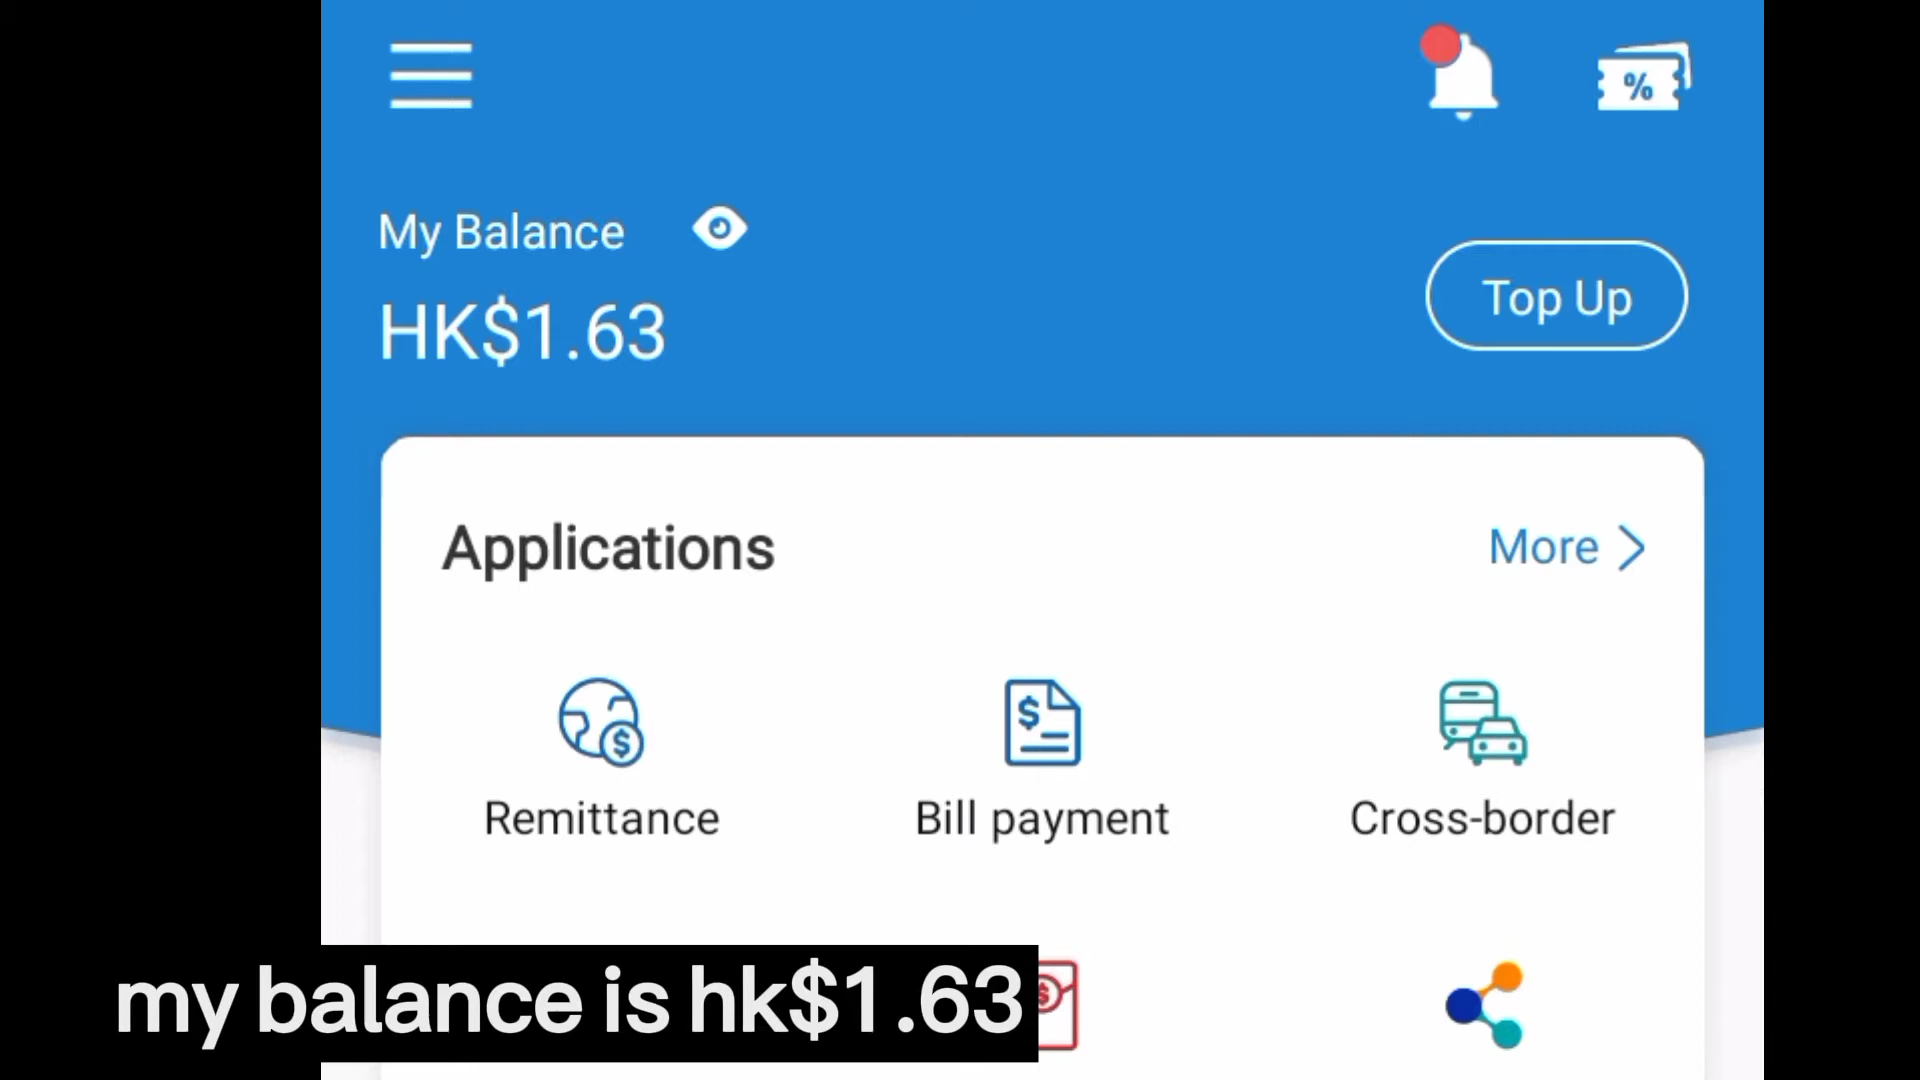 %
My Balance
HK$1.63
Top Up
Applications
More
$
$
Remittance
Bill payment
Cross-border
$
my balance is hk$1.63